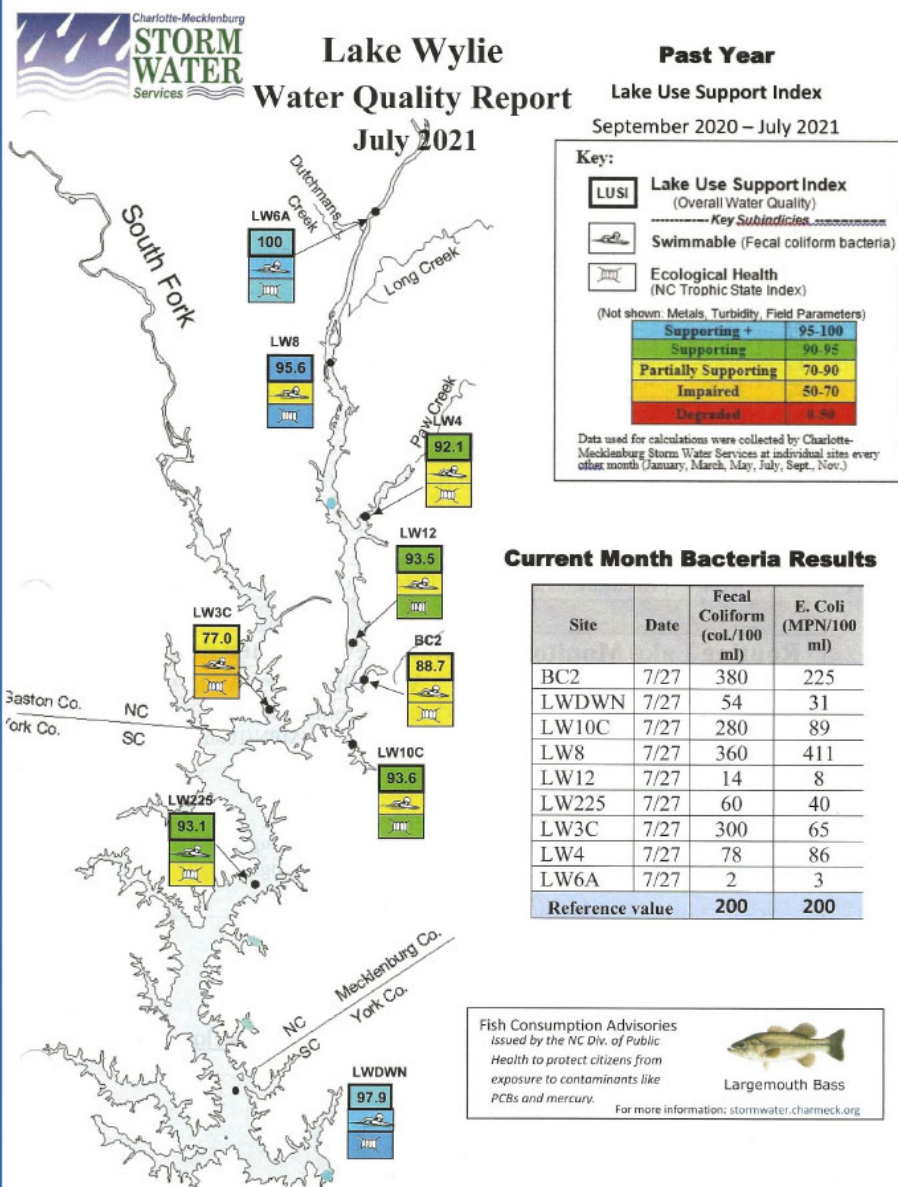 Charlotte-Mecklenburg
STORM
WATER
Services
Lake Wylie
Water Quality Report
July 2021
Past Year
Lake Use Support Index
September 2020 – July 2021
Key:
LUSI
Lake Use Support Index
(Overall Water Quality)
Key Subindicies
Swimmable (Fecal coliform bacteria)
Ecological Health
(NC Trophic State Index)
(Not shown: Metals, Turbidity, Field Parameters)
Supporting + 95-100
Supporting 90-95
Partially Supporting 70-90
Impaired 50-70
Degraded 0-50
Data used for calculations were collected by Charlotte-
Mecklenburg Storm Water Services at individual sites every
other month (January, March, May, July, Sept., Nov.)
South Fork
Dutchmans
Creek
Long Creek
Paw Creek
LW6A
100
LW8
95.6
LW4
92.1
LW12
93.5
LW3C
77.0
BC2
88.7
Gaston Co. NC
York Co. SC
LW10C
93.6
LW225
93.1
Mecklenburg Co.
York Co.
NC
SC
LWDWN
97.9
Current Month Bacteria Results
Site Date Fecal Coliform (col./100 ml) E. Coli (MPN/100 ml)
BC2 7/27 380 225
LWDWN 7/27 54 31
LW10C 7/27 280 89
LW8 7/27 360 411
LW12 7/27 14 8
LW225 7/27 60 40
LW3C 7/27 300 65
LW4 7/27 78 86
LW6A 7/27 2 3
Reference value 200 200
Fish Consumption Advisories
Issued by the NC Div. of Public
Health to protect citizens from
exposure to contaminants like
PCBs and mercury.
Largemouth Bass
For more information: stormwater.charmeck.org